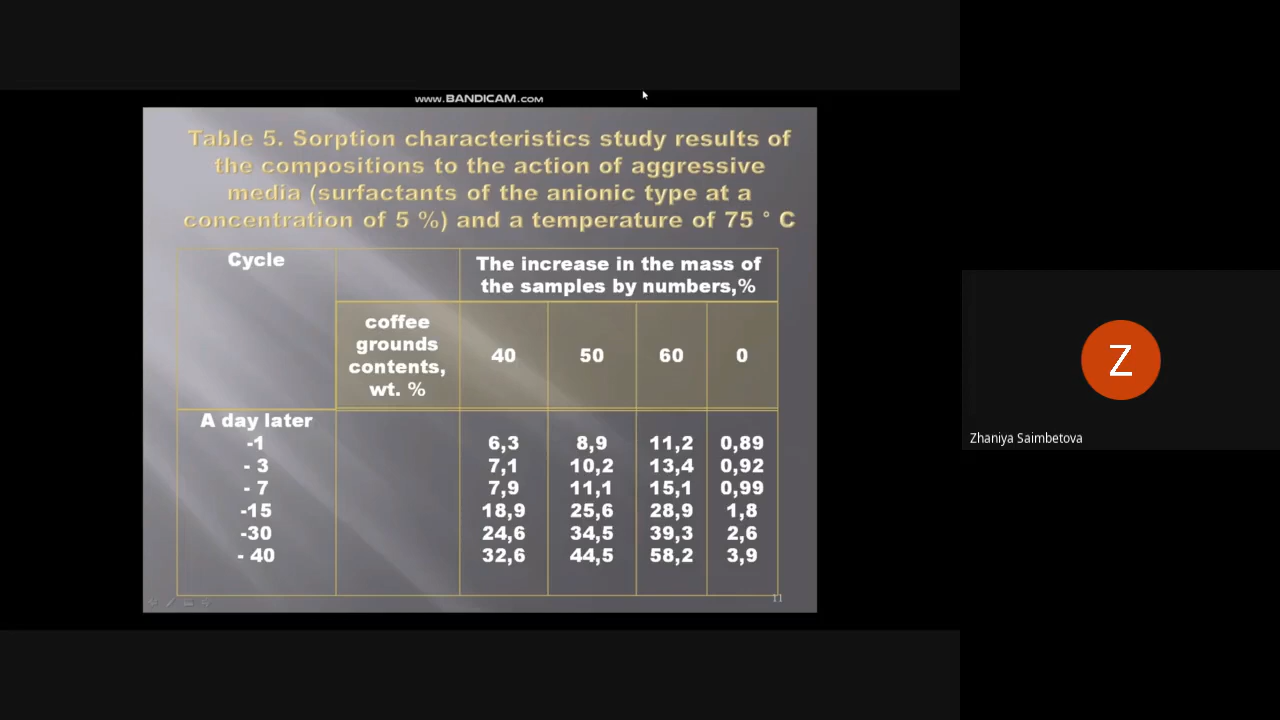 www.BANDICAM.com
Table 5. Sorption characteristics study results of
the compositions to the action of aggressive
media (surfactants of the anionic type at a
concentration of 5 %) and a temperature of 75 ° C
Cycle
The increase in the mass of
the samples by numbers,%
coffee
grounds
contents,
wt. %
40 50 60 0
A day later
-1 6,3 8,9 11,2 0,89
- 3 7,1 10,2 13,4 0,92
- 7 7,9 11,1 15,1 0,99
-15 18,9 25,6 28,9 1,8
-30 24,6 34,5 39,3 2,6
- 40 32,6 44,5 58,2 3,9
11
Z
Zhaniya Saimbetova